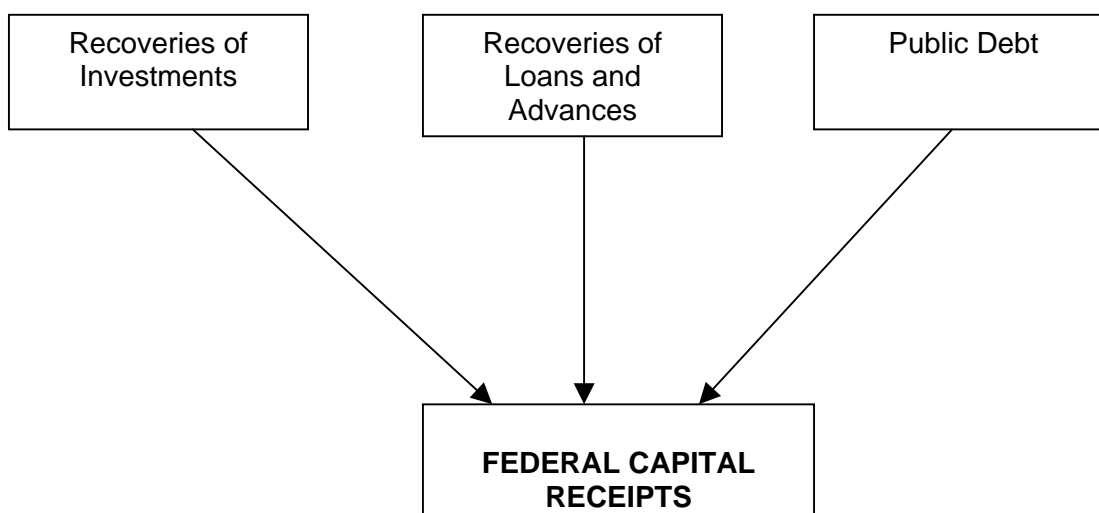 Recoveries of
Investments
Recoveries of
Loans and
Advances
Public Debt
FEDERAL CAPITAL
RECEIPTS